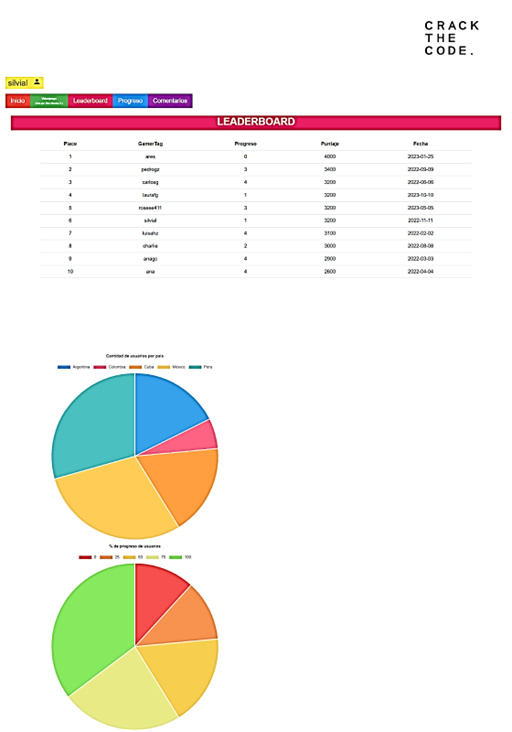 CRACK
THE
CODE.
silvial
Inicio Leaderboard Progreso Comentarios
LEADERBOARD
Place GamerTag Progreso Puntaje Fecha
1 ares 0 4000 2023-01-25
2 pedrogz 3 3400 2022-09-09
3 carlosg 4 3200 2022-06-06
4 laurafg 1 3200 2023-10-10
5 3 3200 2023-05-05
6 silvial 1 3200 2022-11-11
7 luisahz 4 3100 2022-02-02
8 charlie 2 3000 2022-08-08
9 anago 4 2900 2022-03-03
10 ana 4 2600 2022-04-04
Cantidad de usuarios por país
Argentina Colombia Cuba México Perú
% de progreso de usuarios
0 25 50 75 100